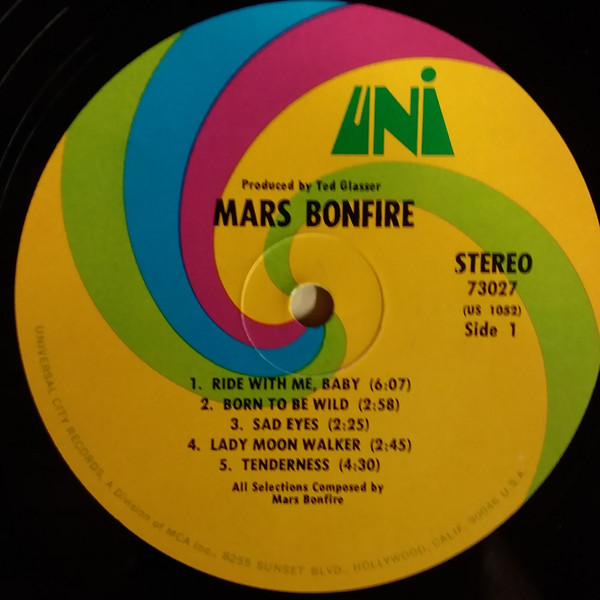 UNI
Produced by Ted Glasser
MARS BONFIRE
STEREO
73027
(US 1052)
Side 1
1. RIDE WITH ME, BABY (6:07)
2. BORN TO BE WILD (2:58)
3. SAD EYES (2:25)
4. LADY MOON WALKER (2:45)
5. TENDERNESS (4:30)
All Selections Composed by
Mars Bonfire
UNIVERSAL CITY RECORDS, A Division of MCA Inc., 8255 SUNSET BLVD., HOLLYWOOD, CALIF. 90046 U.S.A.